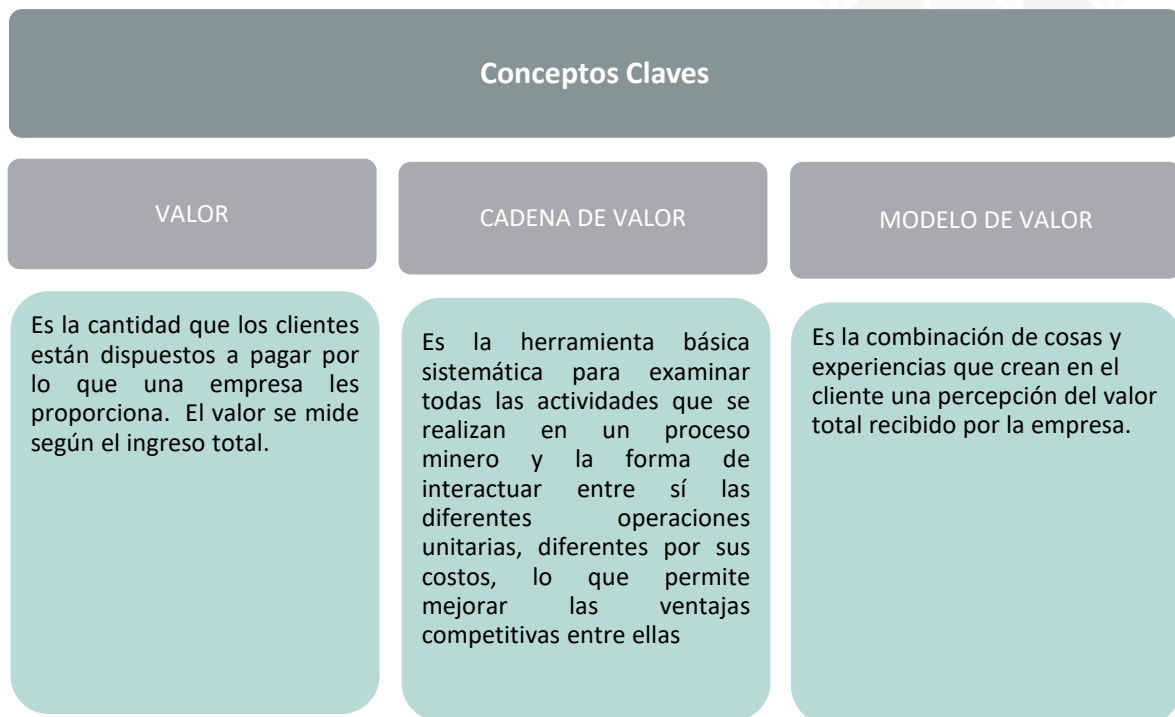 Conceptos Claves
VALOR
CADENA DE VALOR
MODELO DE VALOR
Es la cantidad que los clientes
están dispuestos a pagar por
lo que una empresa les
proporciona. El valor se mide
según el ingreso total.
Es la herramienta básica
sistemática para examinar
todas las actividades que se
realizan en un proceso
minero y la forma de
interactuar entre sí las
diferentes operaciones
unitarias, diferentes por sus
costos, lo que permite
mejorar las ventajas
competitivas entre ellas
Es la combinación de cosas y
experiencias que crean en el
cliente una percepción del valor
total recibido por la empresa.